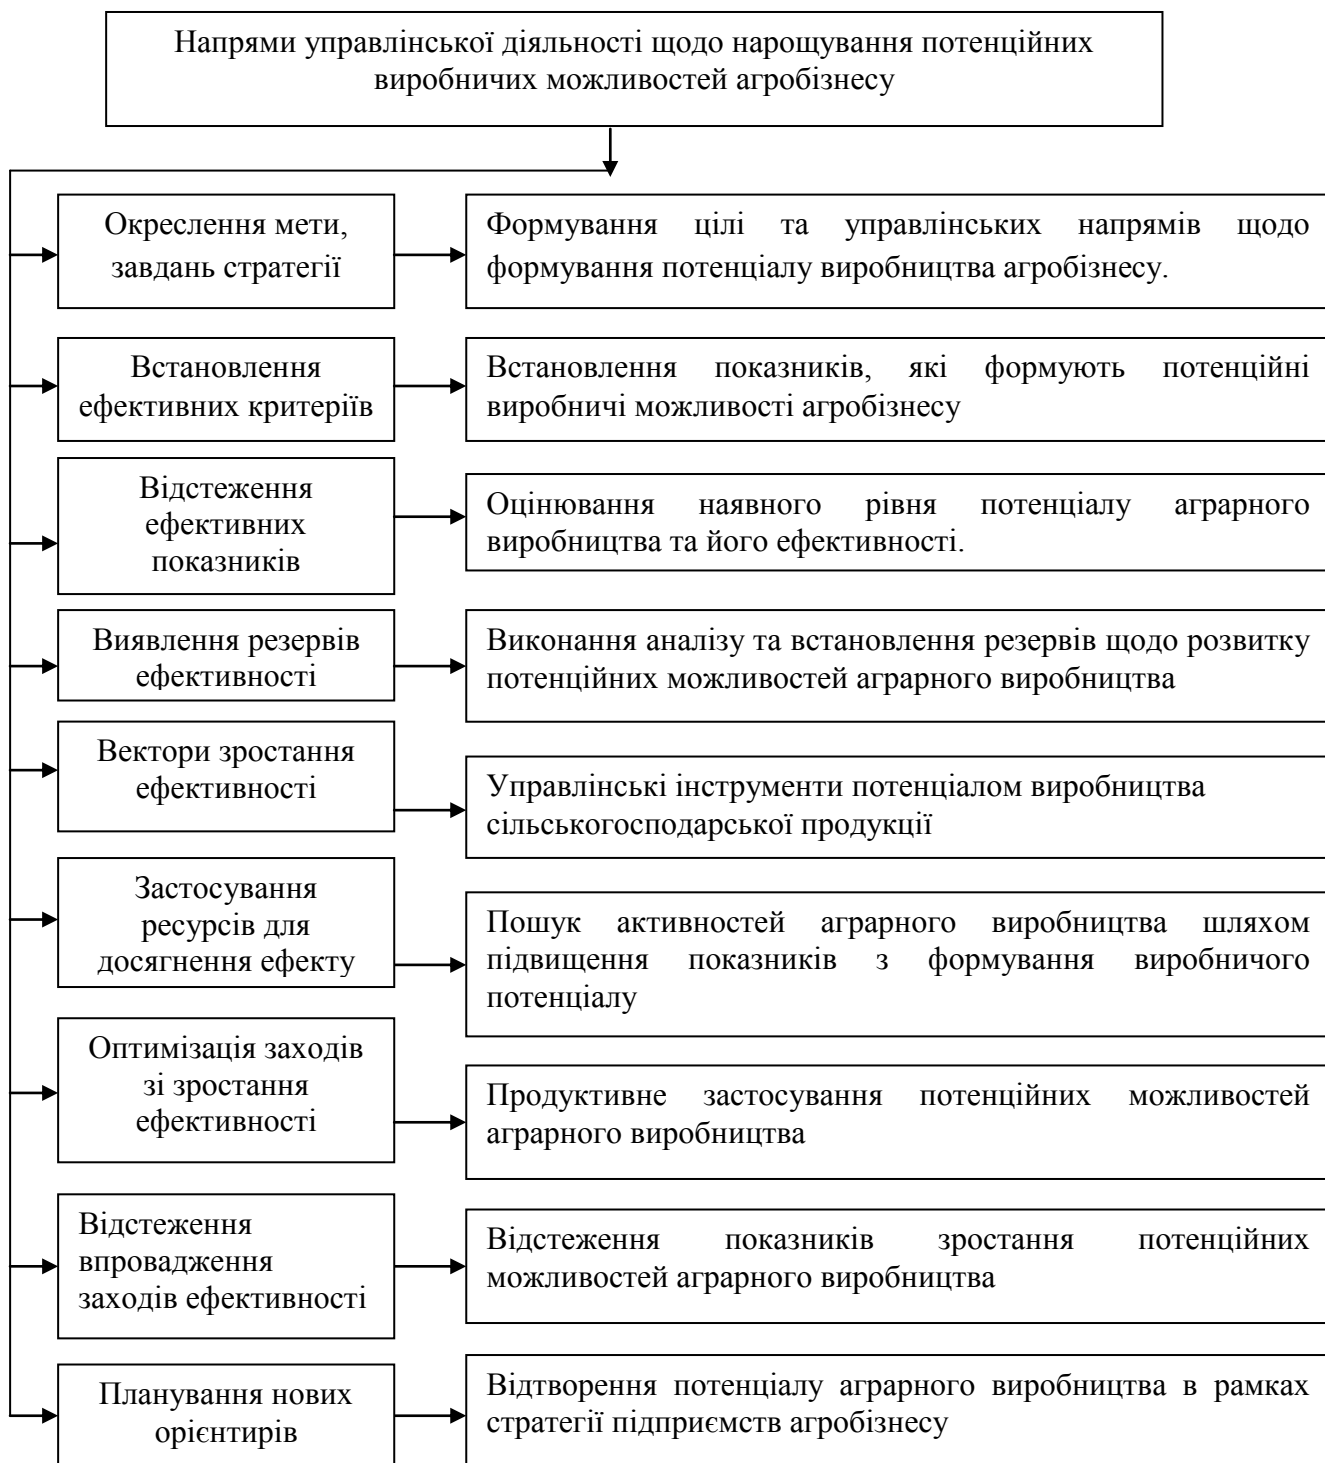 Напрями управлінської діяльності щодо нарощування потенційних
виробничих можливостей агробізнесу
Окреслення мети,
завдань стратегії
Формування цілі та управлінських напрямів щодо
формування потенціалу виробництва агробізнесу.
Встановлення
ефективних критеріїв
Встановлення показників, які формують потенційні
виробничі можливості агробізнесу
Відстеження
ефективних
показників
Оцінювання наявного рівня потенціалу аграрного
виробництва та його ефективності.
Виявлення резервів
ефективності
Виконання аналізу та встановлення резервів щодо розвитку
потенційних можливостей аграрного виробництва
Вектори зростання
ефективності
Управлінські інструменти потенціалом виробництва
сільськогосподарської продукції
Застосування
ресурсів для
досягнення ефекту
Пошук активностей аграрного виробництва шляхом
підвищення показників з формування виробничого
потенціалу
Оптимізація заходів
зі зростання
ефективності
Продуктивне застосування потенційних можливостей
аграрного виробництва
Відстеження
впровадження
заходів ефективності
Відстеження показників зростання потенційних
можливостей аграрного виробництва
Планування нових
орієнтирів
Відтворення потенціалу аграрного виробництва в рамках
стратегії підприємств агробізнесу